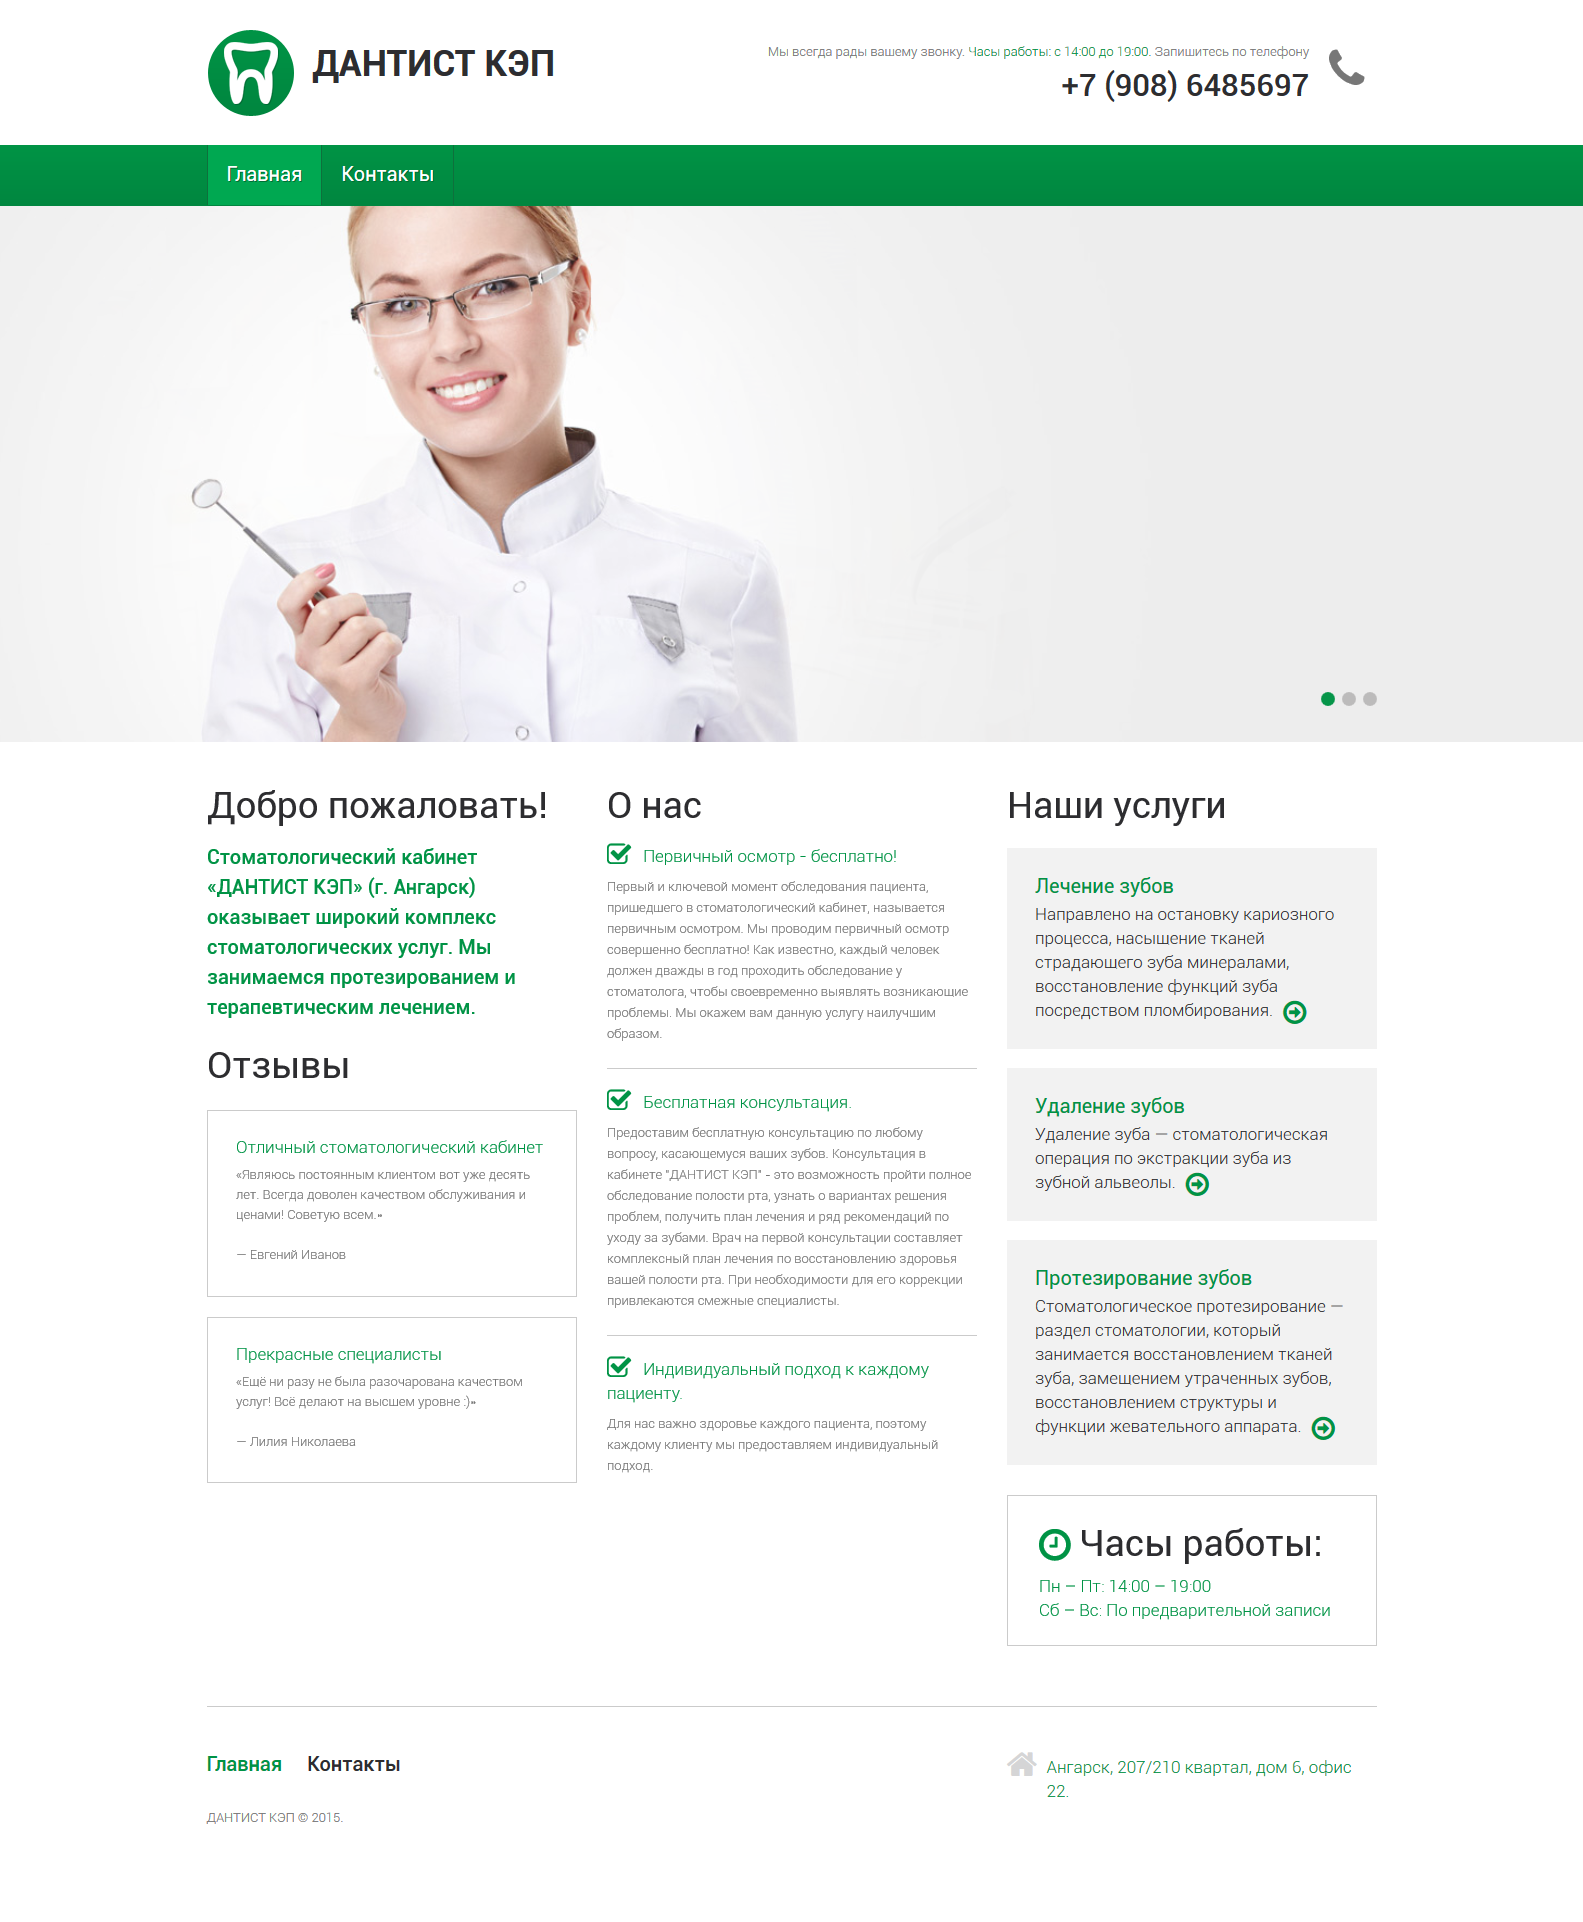 ДАНТИСТ КЭП
Мы всегда рады вашему звонку. Часы работы: с 14:00 до 19:00. Запишитесь по телефону
+7 (908) 6485697
Главная
Контакты
Добро пожаловать!
Стоматологический кабинет
«ДАНТИСТ КЭП» (г. Ангарск)
оказывает широкий комплекс
стоматологических услуг. Мы
занимаемся протезированием и
терапевтическим лечением.
Отзывы
Отличный стоматологический кабинет
«Являюсь постоянным клиентом вот уже десять
лет. Всегда доволен качеством обслуживания и
ценами! Советую всем.»
— Евгений Иванов
Прекрасные специалисты
«Ещё ни разу не была разочарована качеством
услуг! Всё делают на высшем уровне :)»
— Лилия Николаева
О нас
Первичный осмотр - бесплатно!
Первый и ключевой момент обследования пациента,
пришедшего в стоматологический кабинет, называется
первичным осмотром. Мы проводим первичный осмотр
совершенно бесплатно! Как известно, каждый человек
должен дважды в год проходить обследование у
стоматолога, чтобы своевременно выявлять возникающие
проблемы. Мы окажем вам данную услугу наилучшим
образом.
Бесплатная консультация.
Предоставим бесплатную консультацию по любому
вопросу, касающемуся ваших зубов. Консультация в
кабинете "ДАНТИСТ КЭП" - это возможность пройти полное
обследование полости рта, узнать о вариантах решения
проблем, получить план лечения и ряд рекомендаций по
уходу за зубами. Врач на первой консультации составляет
комплексный план лечения по восстановлению здоровья
вашей полости рта. При необходимости для его коррекции
привлекаются смежные специалисты.
Индивидуальный подход к каждому
пациенту.
Для нас важно здоровье каждого пациента, поэтому
каждому клиенту мы предоставляем индивидуальный
подход.
Наши услуги
Лечение зубов
Направлено на остановку кариозного
процесса, насыщение тканей
страдающего зуба минералами,
восстановление функций зуба
посредством пломбирования.
Удаление зубов
Удаление зуба — стоматологическая
операция по экстракции зуба из
зубной альвеолы.
Протезирование зубов
Стоматологическое протезирование —
раздел стоматологии, который
занимается восстановлением тканей
зуба, замещением утраченных зубов,
восстановлением структуры и
функции жевательного аппарата.
Часы работы:
Пн – Пт: 14:00 – 19:00
Сб – Вс: По предварительной записи
Главная
Контакты
ДАНТИСТ КЭП © 2015.
Ангарск, 207/210 квартал, дом 6, офис
22.